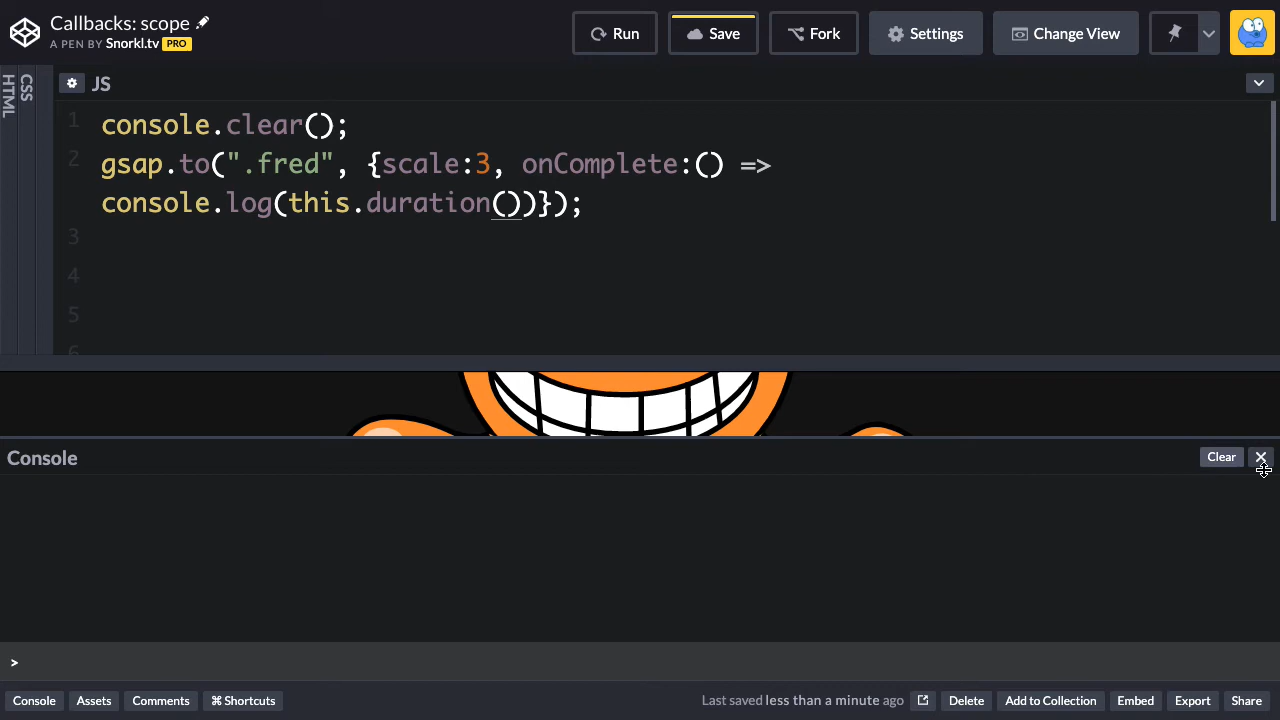 Callbacks: scope
A PEN BY Snorkl.tv PRO
Run
Save
Fork
Settings
Change View
HTML
CSS
JS
1 console.clear();
2 gsap.to(".fred", {scale:3, onComplete:() =>
console.log(this.duration())});
3
4
5
6
Console
Clear
>
Console
Assets
Comments
⌘ Shortcuts
Last saved less than a minute ago
Delete
Add to Collection
Embed
Export
Share